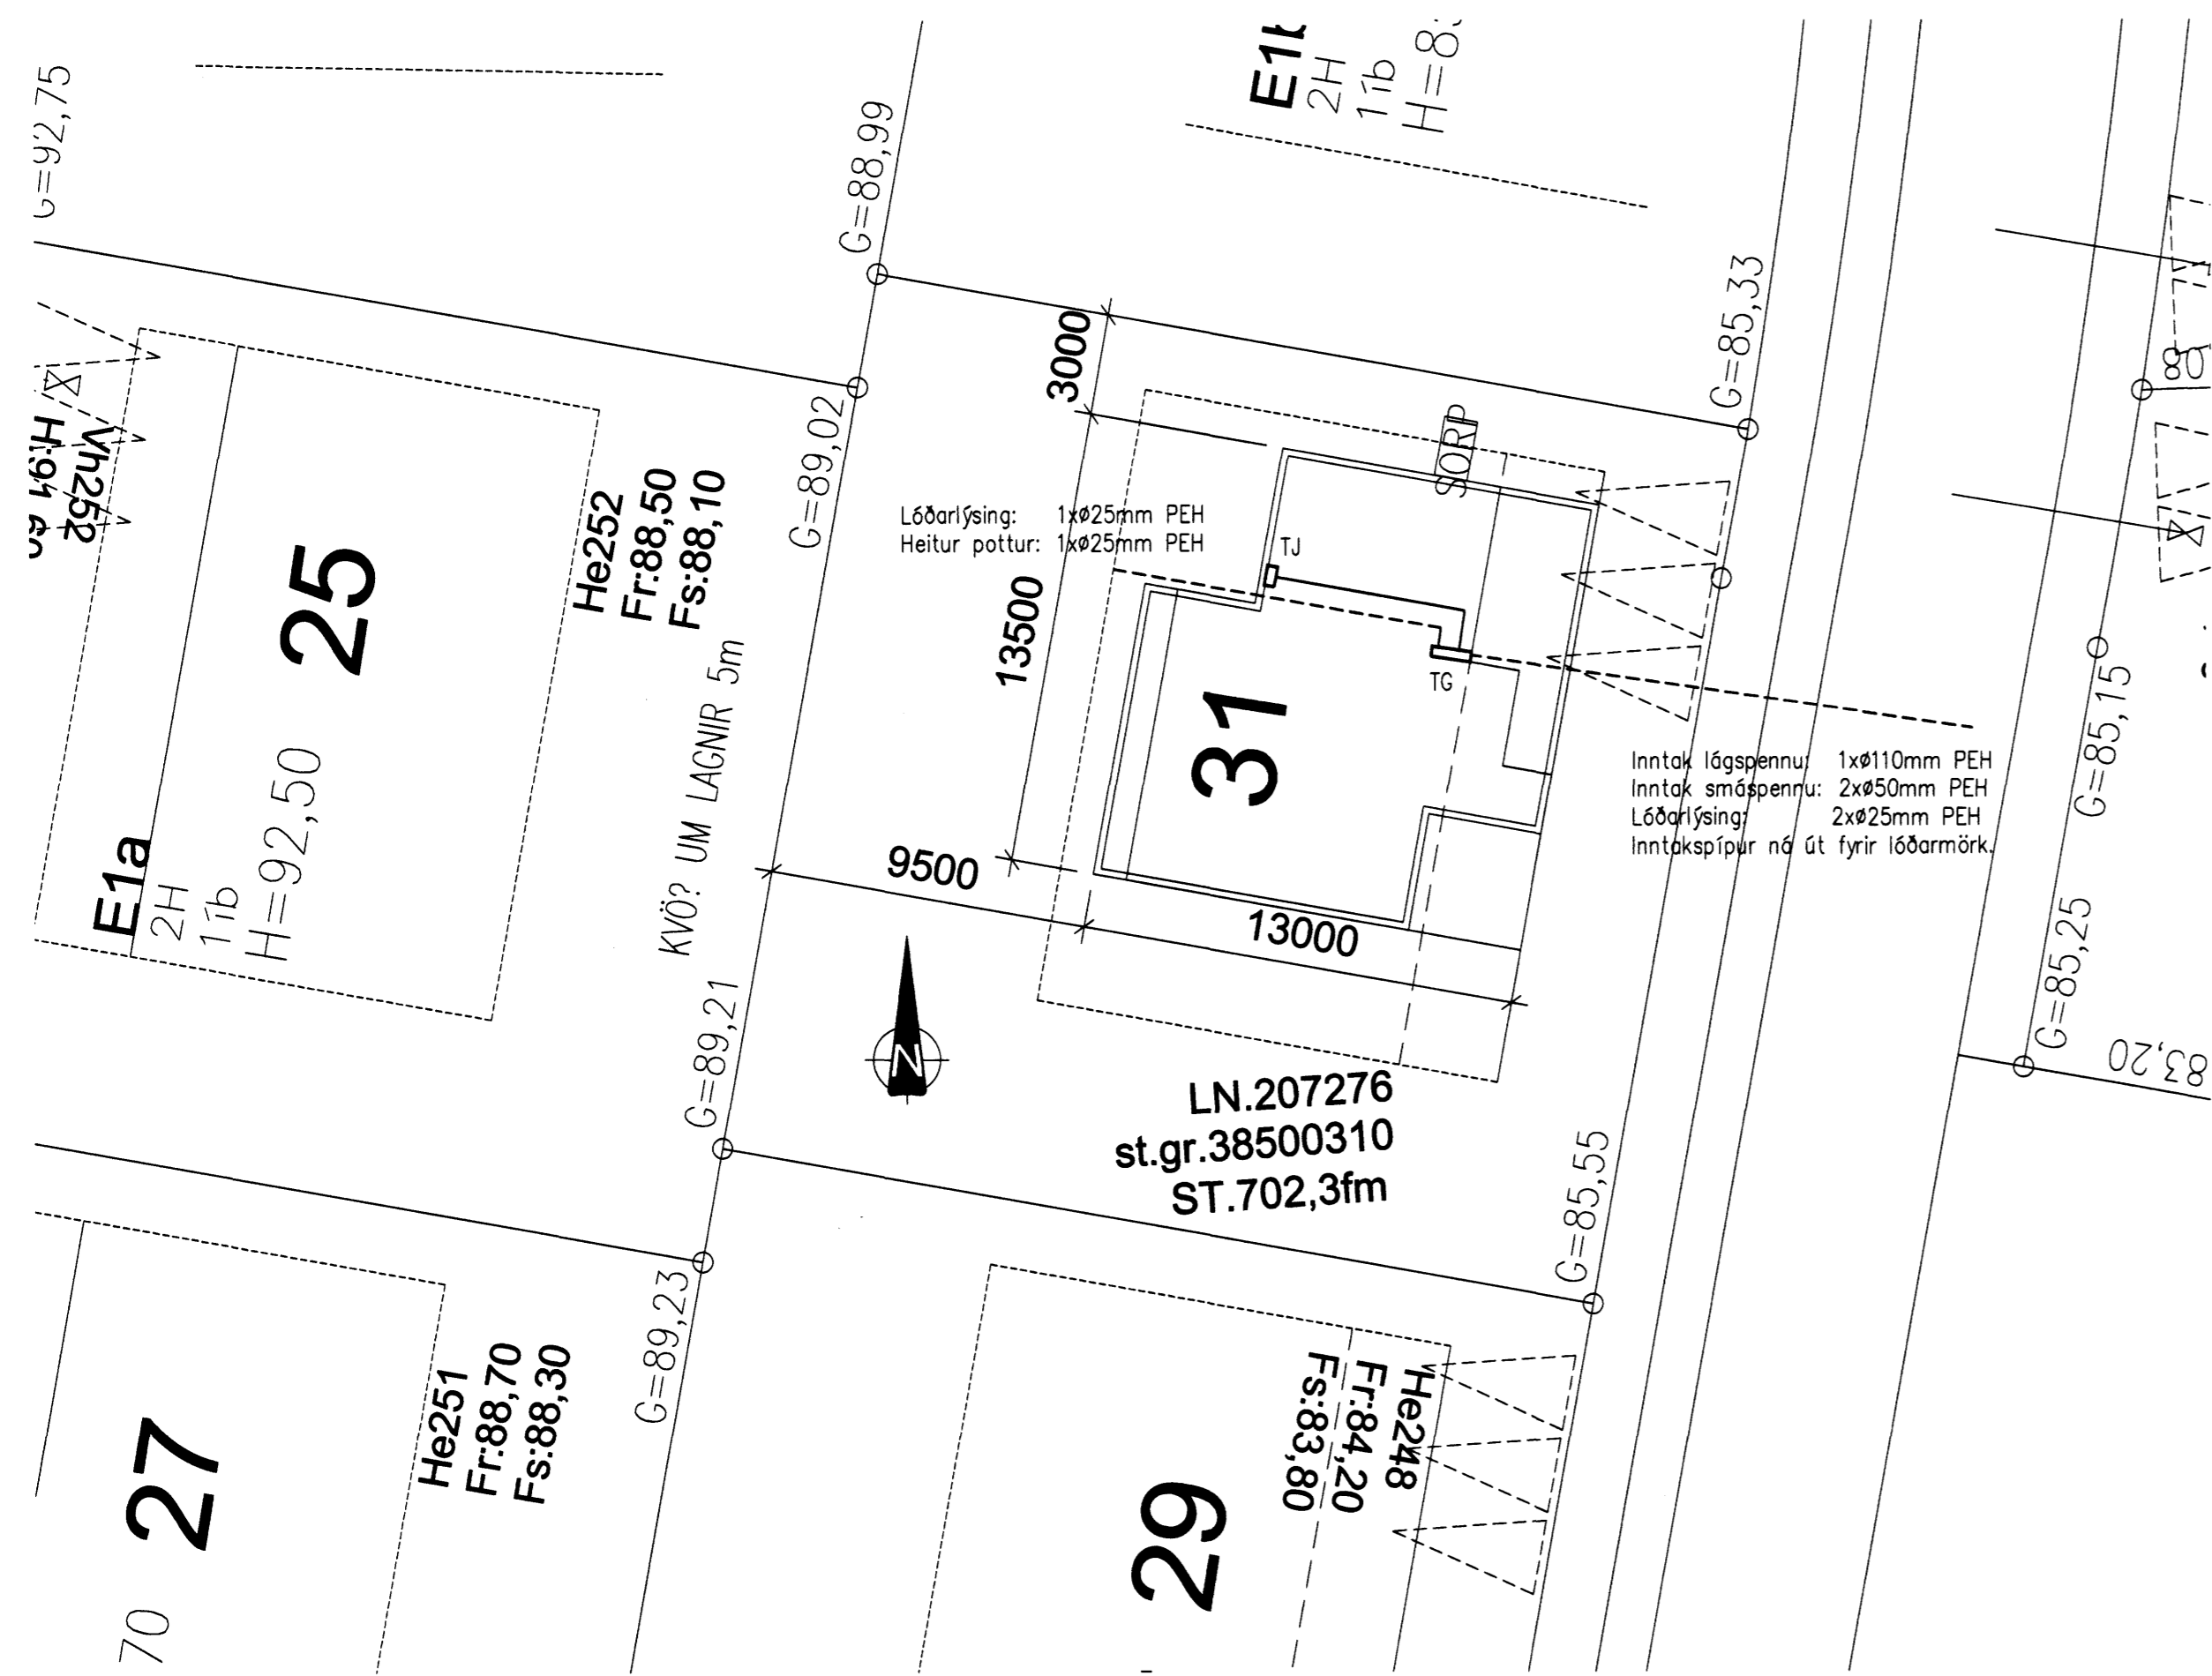 G=92,75
G=88,99
2H
1íb
G=85,33
3000
SORP
Vh252
He252
Fr:88,50
Fs:88,10
G=89,02
25
Lóðarlýsing: 1xø25mm PEH
Heitur pottur: 1xø25mm PEH
TJ
TG
13500
31
E1a
2H
1íb
H=92,50
KVÖ? UM LAGNIR 5m
Inntak lágspennu: 1xø110mm PEH
Inntak smáspennu: 2xø50mm PEH
Lóðarlýsing: 2xø25mm PEH
Inntakspípur ná út fyrir lóðarmörk.
G=85,15
9500
13000
G=85,25
83,20
G=89,21
N
LN.207276
st.gr.38500310
ST.702,3fm
G=85,55
G=89,23
He251
Fr:88,70
Fs:88,30
27
70
He248
Fr:84,20
Fs:83,80
29